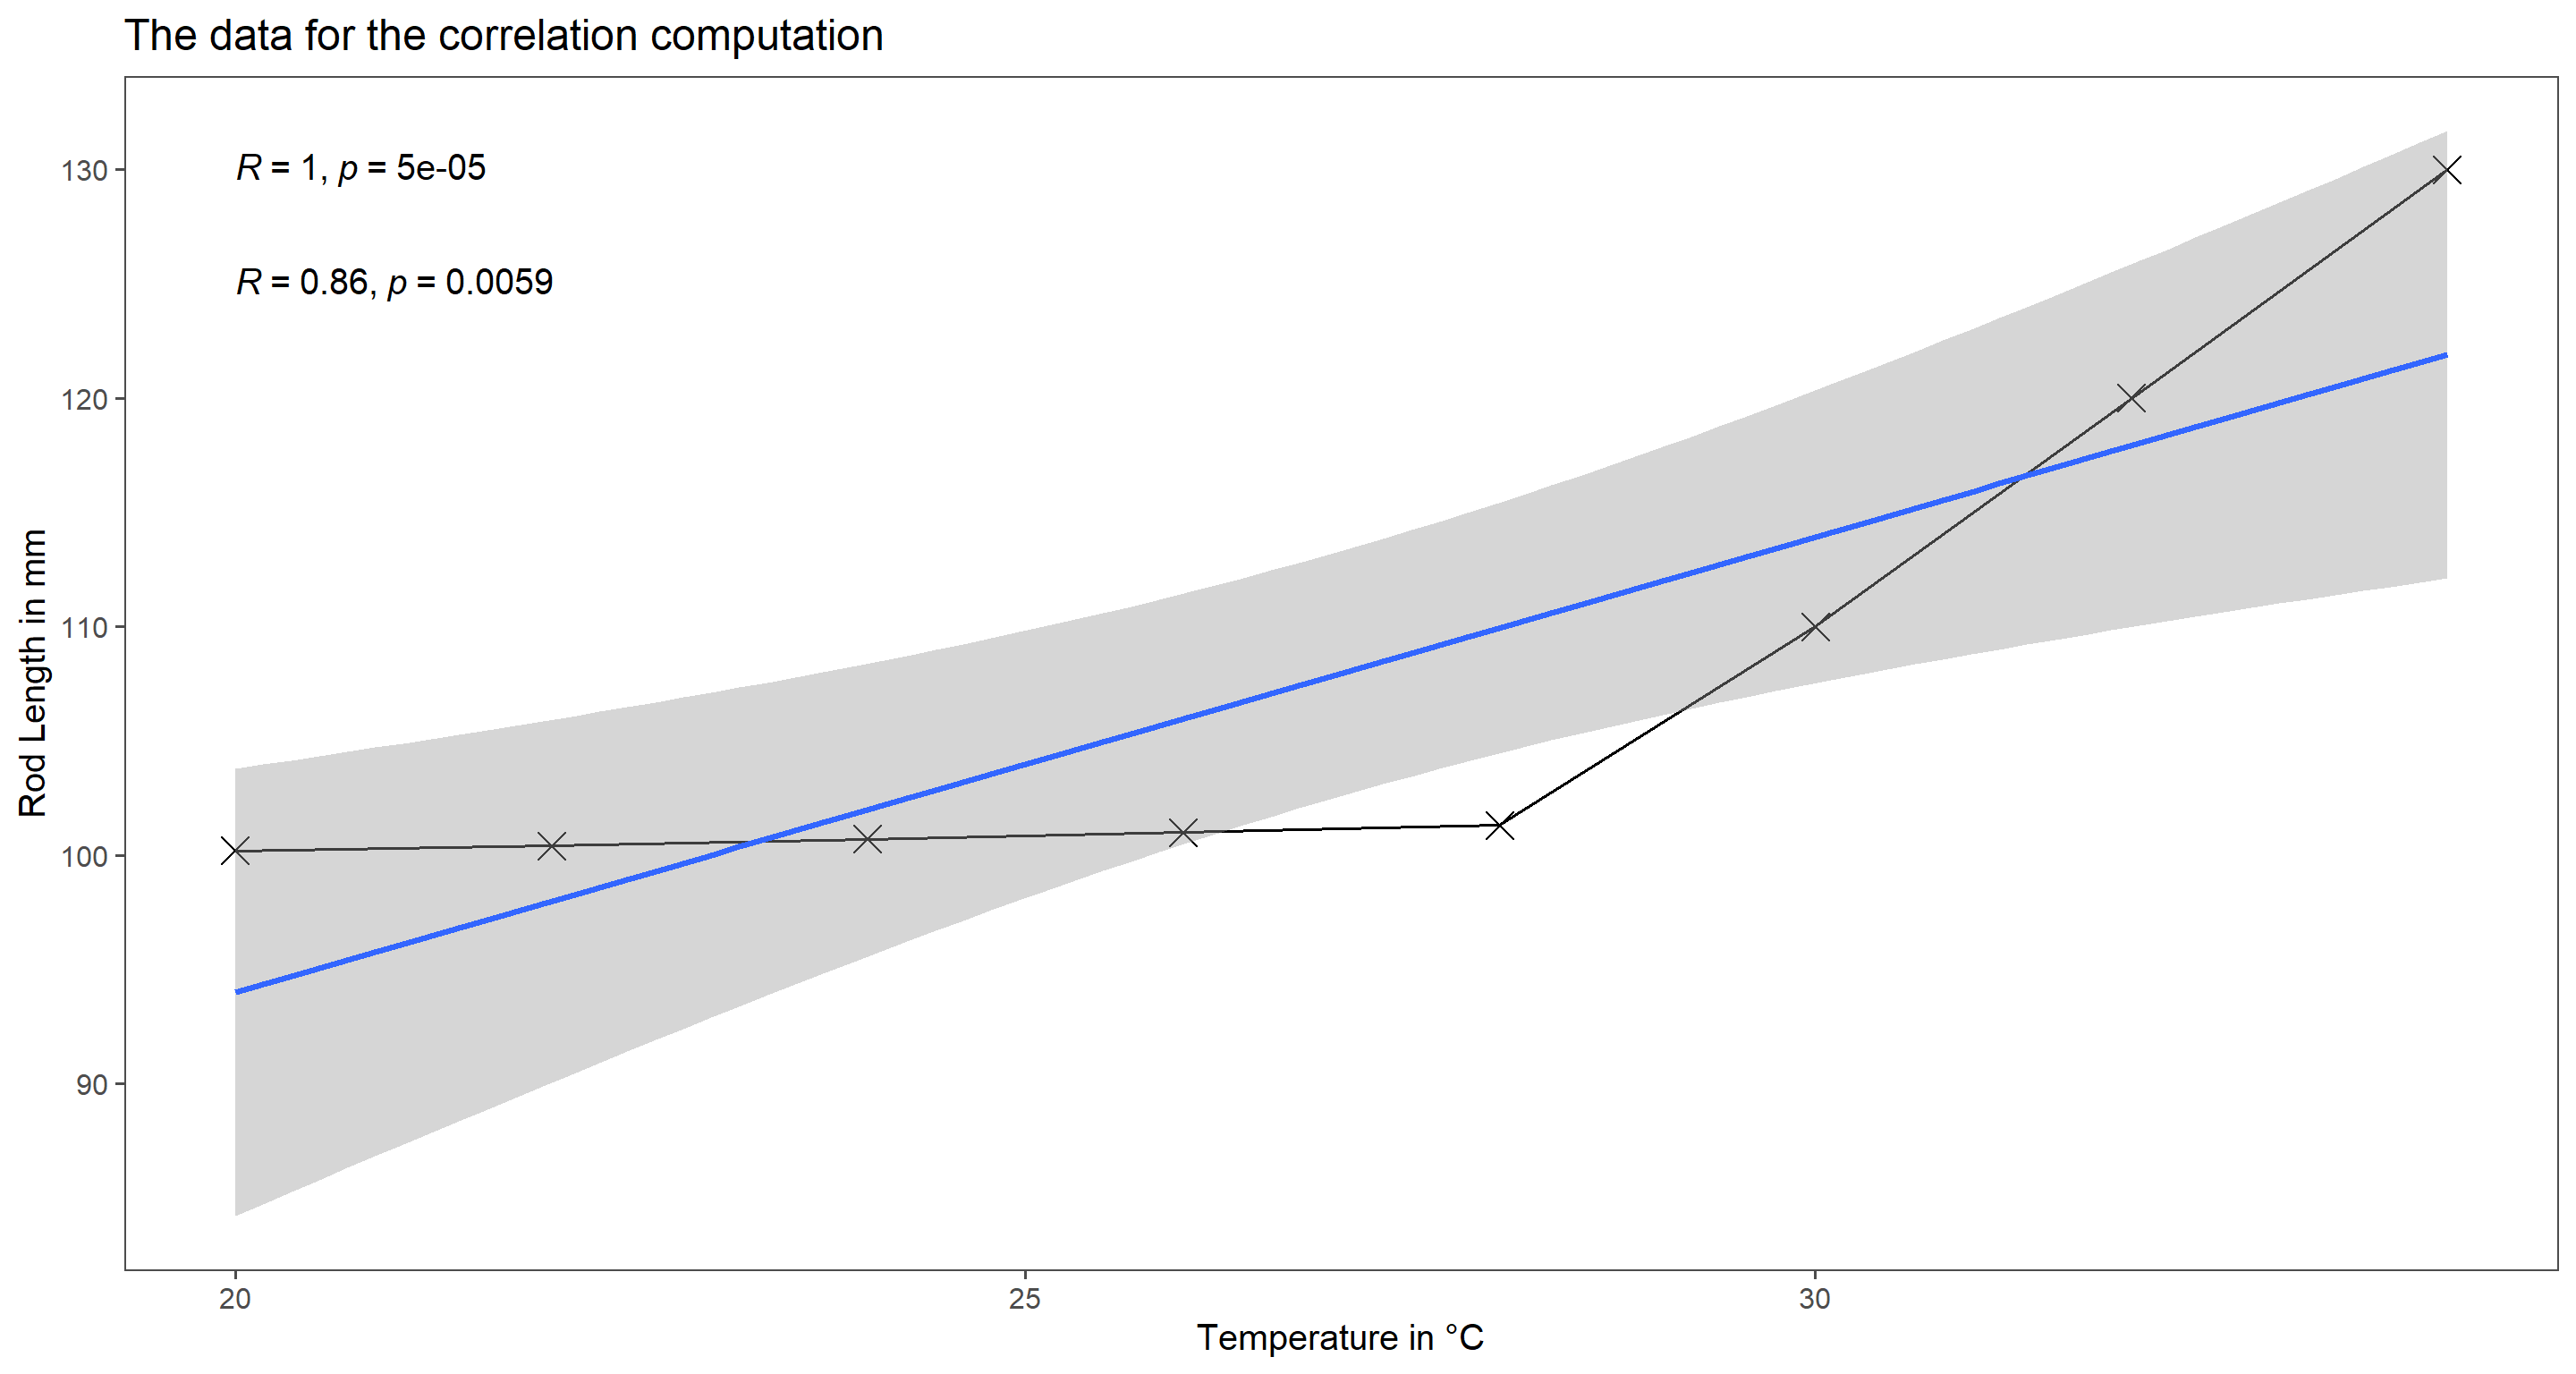 The data for the correlation computation
R = 1, p = 5e-05
R = 0.86, p = 0.0059
130
120
110
100
90
Rod Length in mm
20 25 30
Temperature in °C